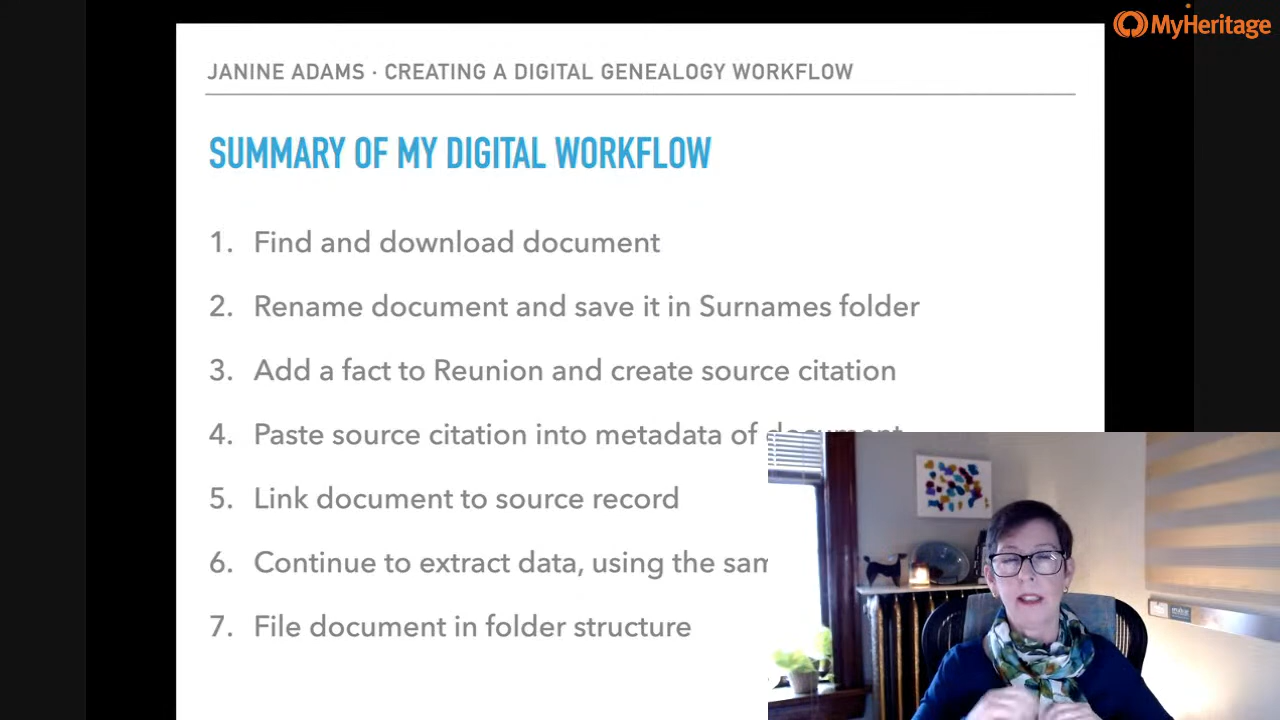 MyHeritage
JANINE ADAMS · CREATING A DIGITAL GENEALOGY WORKFLOW
SUMMARY OF MY DIGITAL WORKFLOW
1. Find and download document
2. Rename document and save it in Surnames folder
3. Add a fact to Reunion and create source citation
4. Paste source citation into metadata of document
5. Link document to source record
6. Continue to extract data, using the
7. File document in folder structure